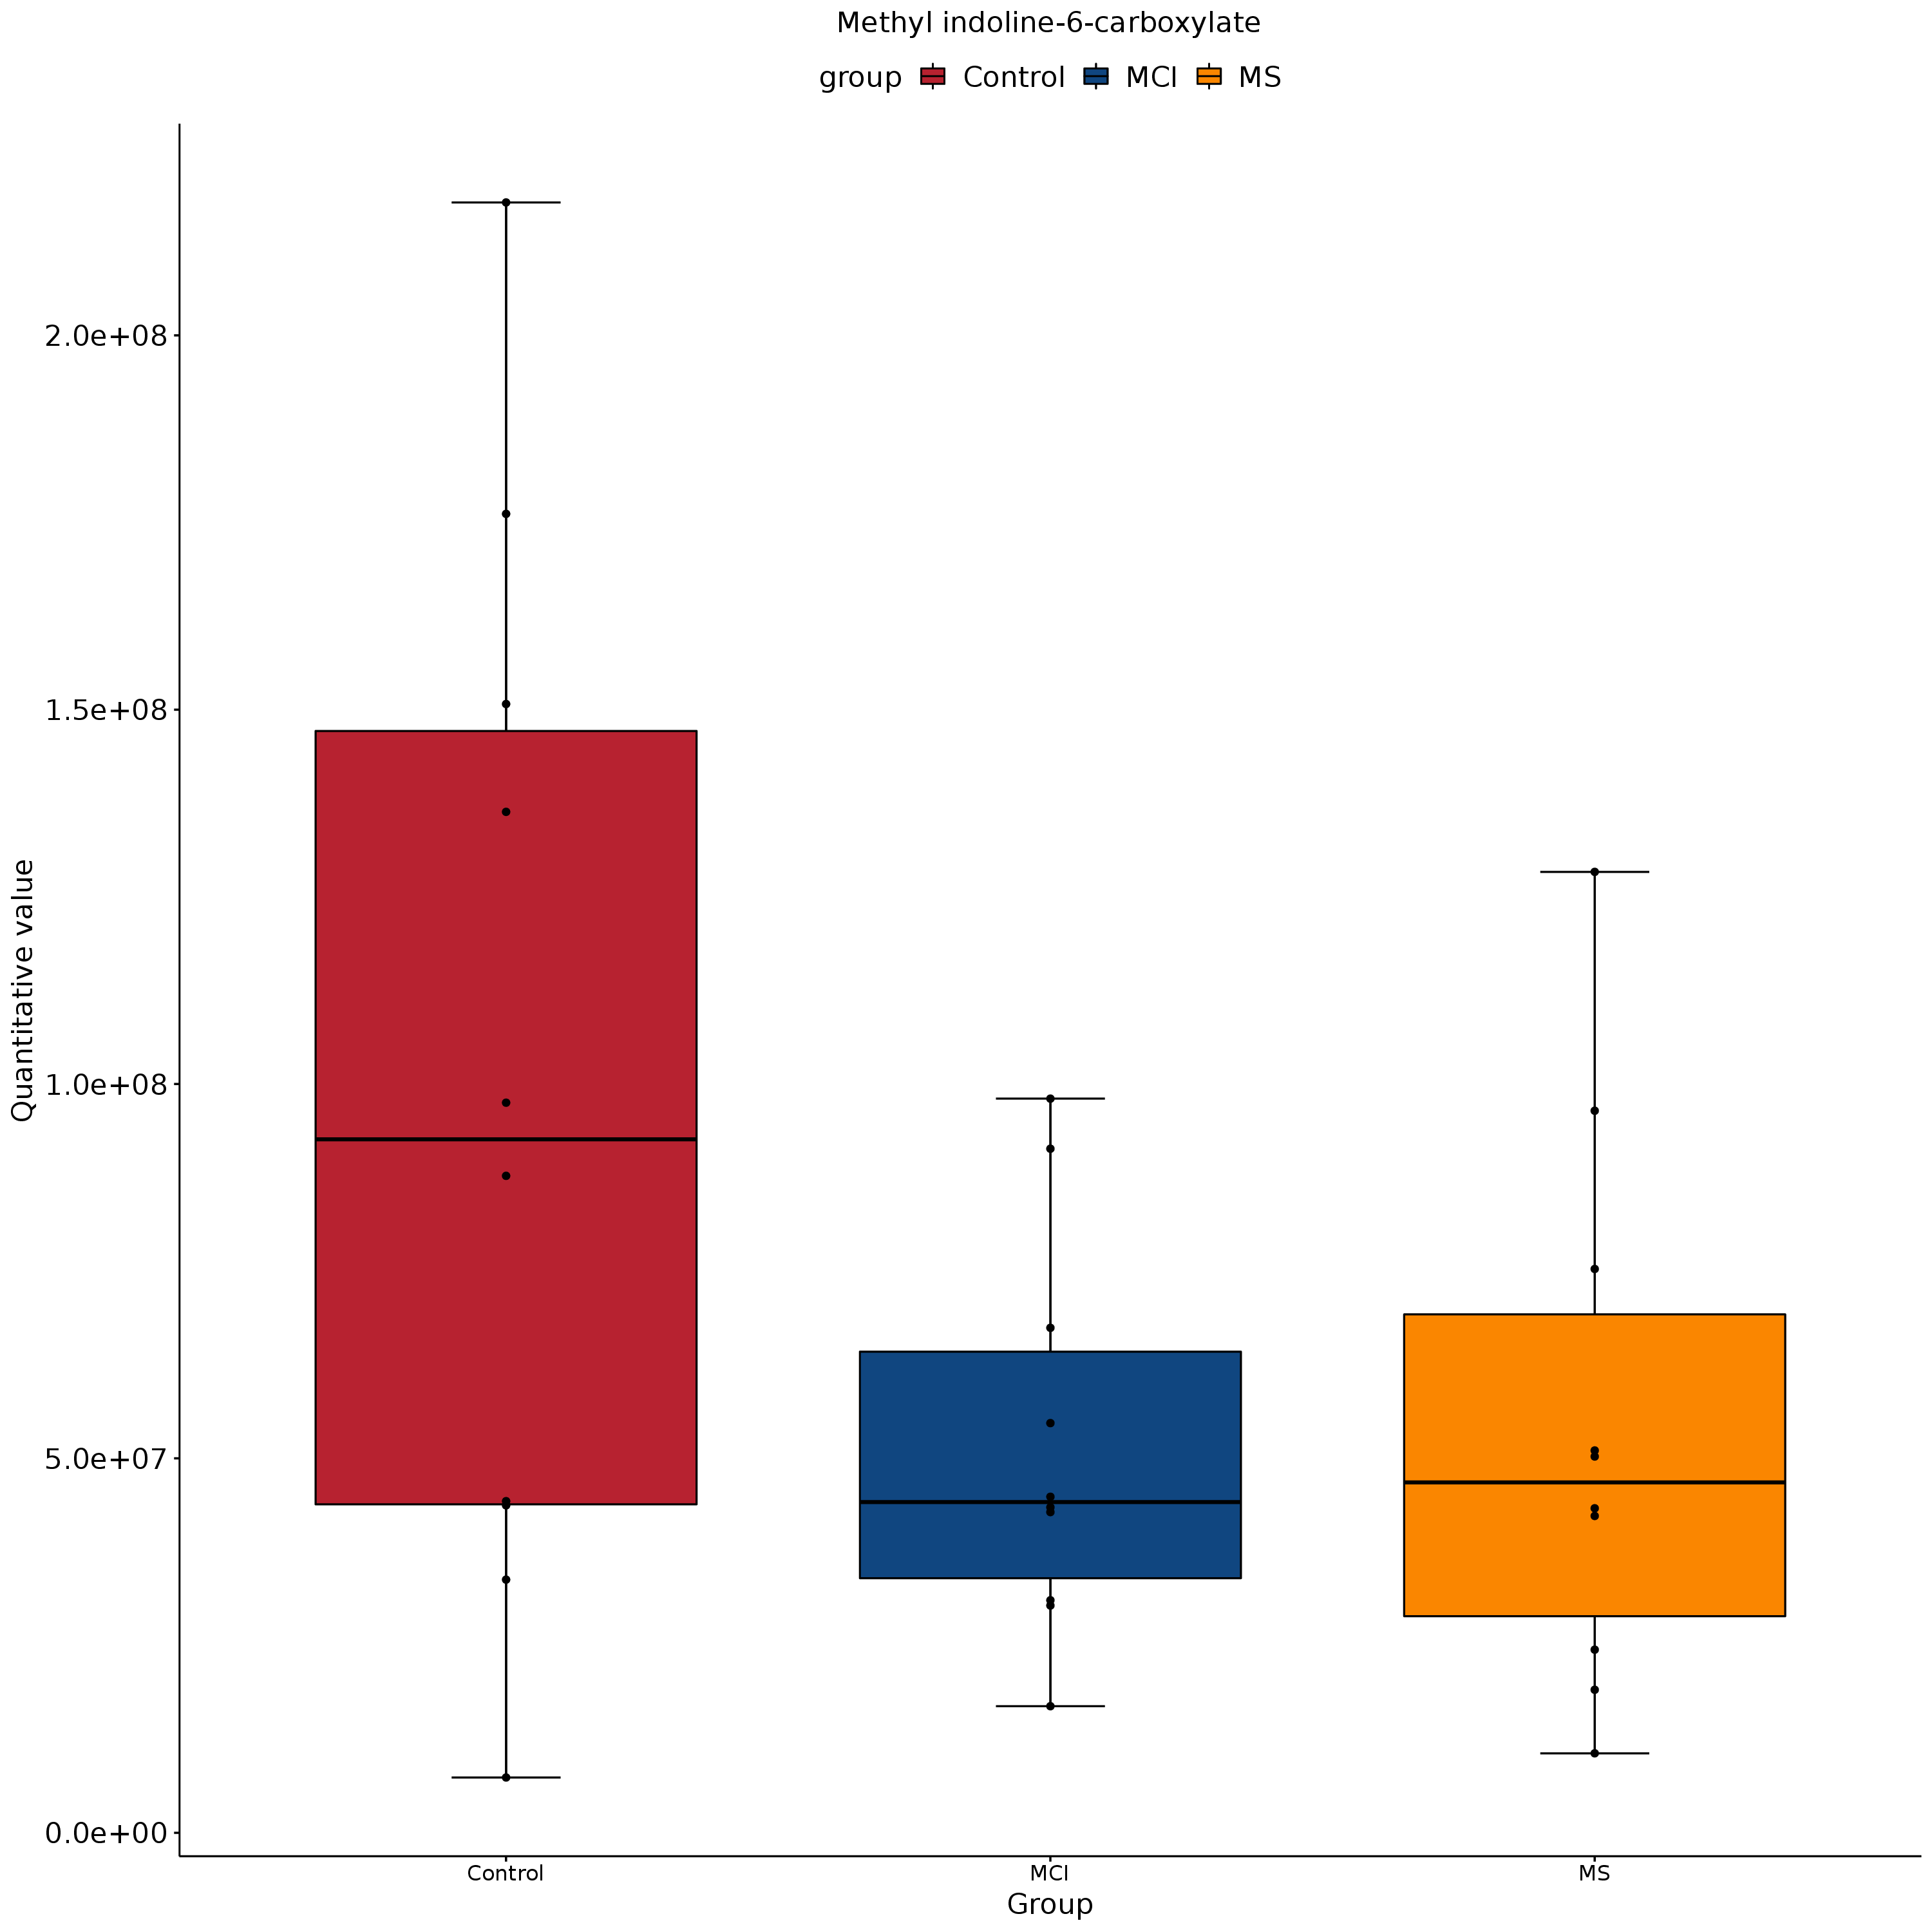 Methyl indoline-6-carboxylate
group Control MCI MS
Quantitative value
2.0e+08
1.5e+08
1.0e+08
5.0e+07
0.0e+00
Control MCI MS
Group